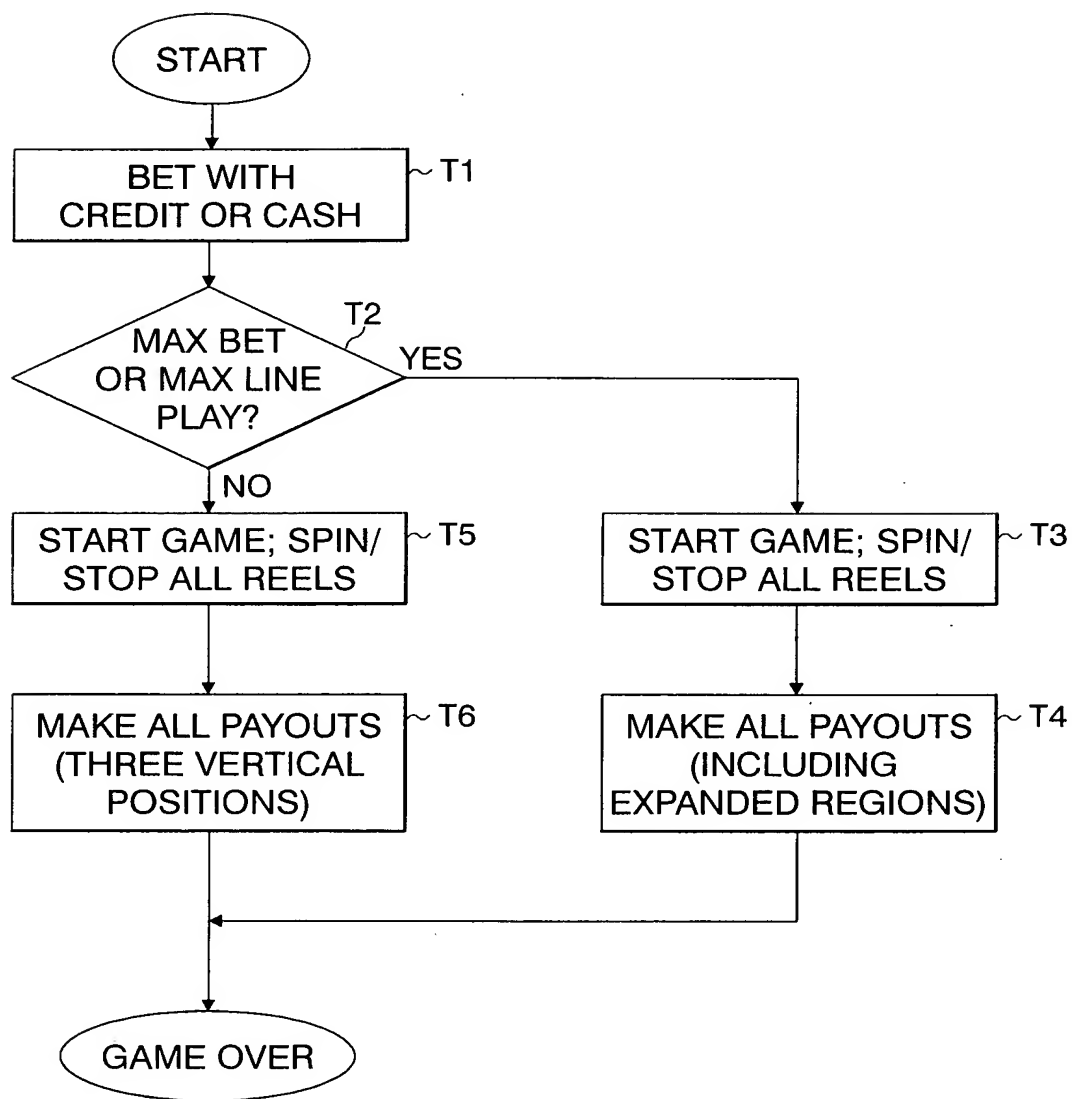 START
BET WITH
CREDIT OR CASH
T1
T2
MAX BET
OR MAX LINE
PLAY?
YES
NO
START GAME; SPIN/
STOP ALL REELS
T5
START GAME; SPIN/
STOP ALL REELS
T3
MAKE ALL PAYOUTS
(THREE VERTICAL
POSITIONS)
T6
MAKE ALL PAYOUTS
(INCLUDING
EXPANDED REGIONS)
T4
GAME OVER